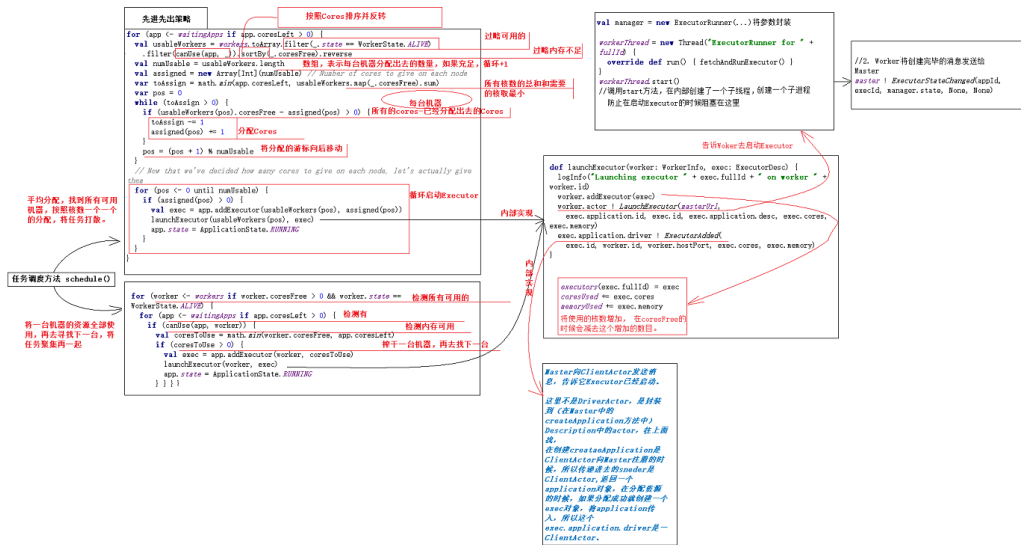 先进先出策略
按照Cores排序并反转
for (app <- waitingApps if app.coresLeft > 0) {
val usableWorkers = workers.toArray.filter(_.state == WorkerState.ALIVE)
过略可用的
.filter(canUse(app, _)).sortBy(_.coresFree).reverse
过略内存不足
val numUsable = usableWorkers.length
数组，表示每台机器分配出去的数量，如果充足，循环+1
val assigned = new Array[Int](numUsable) // Number of cores to give on each node
var toAssign = math.min(app.coresLeft, usableWorkers.map(_.coresFree).sum)
所有核数的总和和需要的核取最小
var pos = 0
每台机器
while (toAssign > 0) {
if (usableWorkers(pos).coresFree - assigned(pos) > 0) {
所有的cores-已经分配出去的Cores
toAssign -= 1
assigned(pos) += 1
分配Cores
}
pos = (pos + 1) % numUsable
将分配的游标向后移动
}
// Now that we've decided how many cores to give on each node, let's actually give
them
for (pos <- 0 until numUsable) {
循环启动Executor
if (assigned(pos) > 0) {
val exec = app.addExecutor(usableWorkers(pos), assigned(pos))
launchExecutor(usableWorkers(pos), exec)
app.state = ApplicationState.RUNNING
}
}
}
平均分配，找到所有可用
机器，按照核数一个一个
的分配，将任务打散。
任务调度方法 schedule()
将一台机器的资源全部使
用，再去寻找下一台，将
任务聚集再一起
for (worker <- workers if worker.coresFree > 0 && worker.state ==
WorkerState.ALIVE) {
检测所有可用的
for (app <- waitingApps if app.coresLeft > 0) {
检测有
if (canUse(app, worker)) {
检测内存可用
val coresToUse = math.min(worker.coresFree, app.coresLeft)
if (coresToUse > 0) {
榨干一台机器，再去找下一台
val exec = app.addExecutor(worker, coresToUse)
launchExecutor(worker, exec)
app.state = ApplicationState.RUNNING
} } } }
内部实现
内部实现
val manager = new ExecutorRunner(...)将参数封装
workerThread = new Thread("ExecutorRunner for " +
fullId) {
override def run() { fetchAndRunExecutor() }
}
workerThread.start()
//调用start方法，在内部创建了一个子线程，创建一个子进程
防止在启动Executor的时候阻塞在这里
//2. Worker将创建完毕的消息发送给
Master
master ! ExecutorStateChanged(appId,
execId, manager.state, None, None)
告诉Woker去启动Executor
def launchExecutor(worker: WorkerInfo, exec: ExecutorDesc) {
logInfo("Launching executor " + exec.fullId + " on worker " +
worker.id)
worker.addExecutor(exec)
worker.actor ! LaunchExecutor(masterUrl,
exec.application.id, exec.id, exec.application.desc, exec.cores,
exec.memory)
exec.application.driver ! ExecutorAdded(
exec.id, worker.id, worker.hostPort, exec.cores, exec.memory)
}
executors(exec.fullId) = exec
coresUsed += exec.cores
memoryUsed += exec.memory
将使用的核数增加，在coresFree的
时候会减去这个增加的数目。
Master向ClientActor发送消
息，告诉它Executor已经启动。
这里不是DriverActor，是封装
到（在Master中的
createApplication方法中）
Description中的actor，往上面
找，
在创建creataeApplication是
ClientActor向Master注册的时
候，所以传递进去的sneder是
ClientActor,返回一个
application对象，在分配资源
的时候，如果分配成功就创建一个
exec对象，将application传
入，所以这个
exec.application.driver是一
ClientActor。